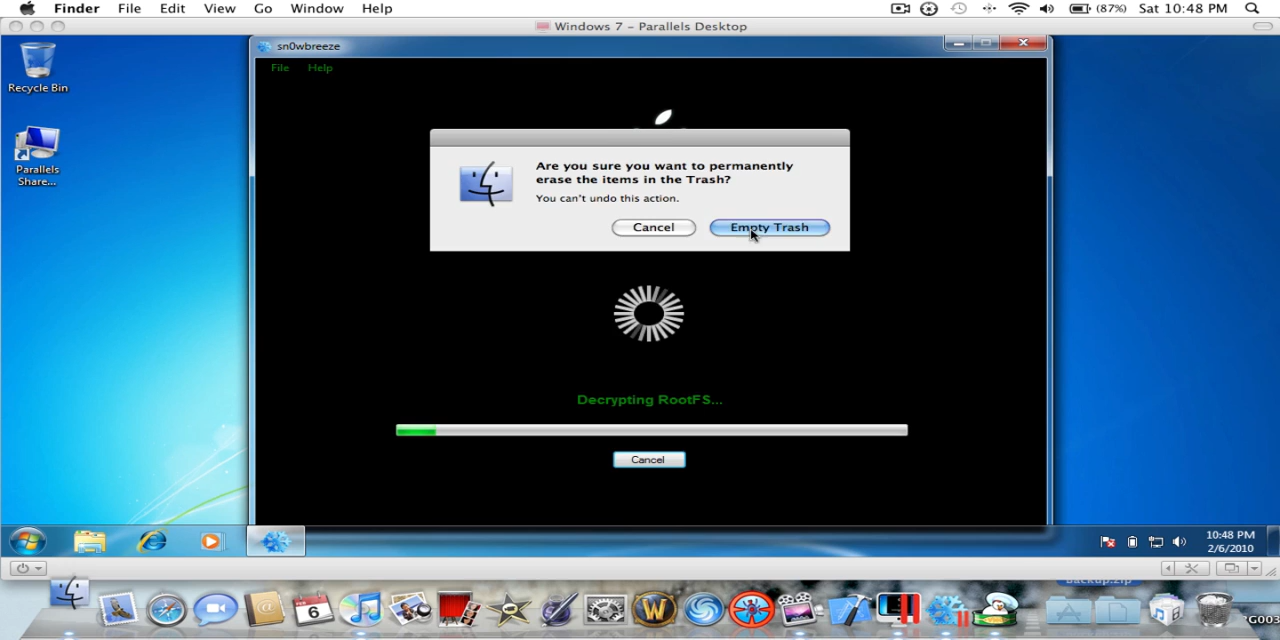 Finder File Edit View Go Window Help (87%) Sat 10:48 PM
Windows 7 - Parallels Desktop
Recycle Bin
Parallels
Share...
sn0wbreeze
File Help
Are you sure you want to permanently
erase the items in the Trash?
You can't undo this action.
Cancel Empty Trash
Decrypting RootFS...
Cancel
10:48 PM
2/6/2010
Backup.zip
FEB
6
W
G003